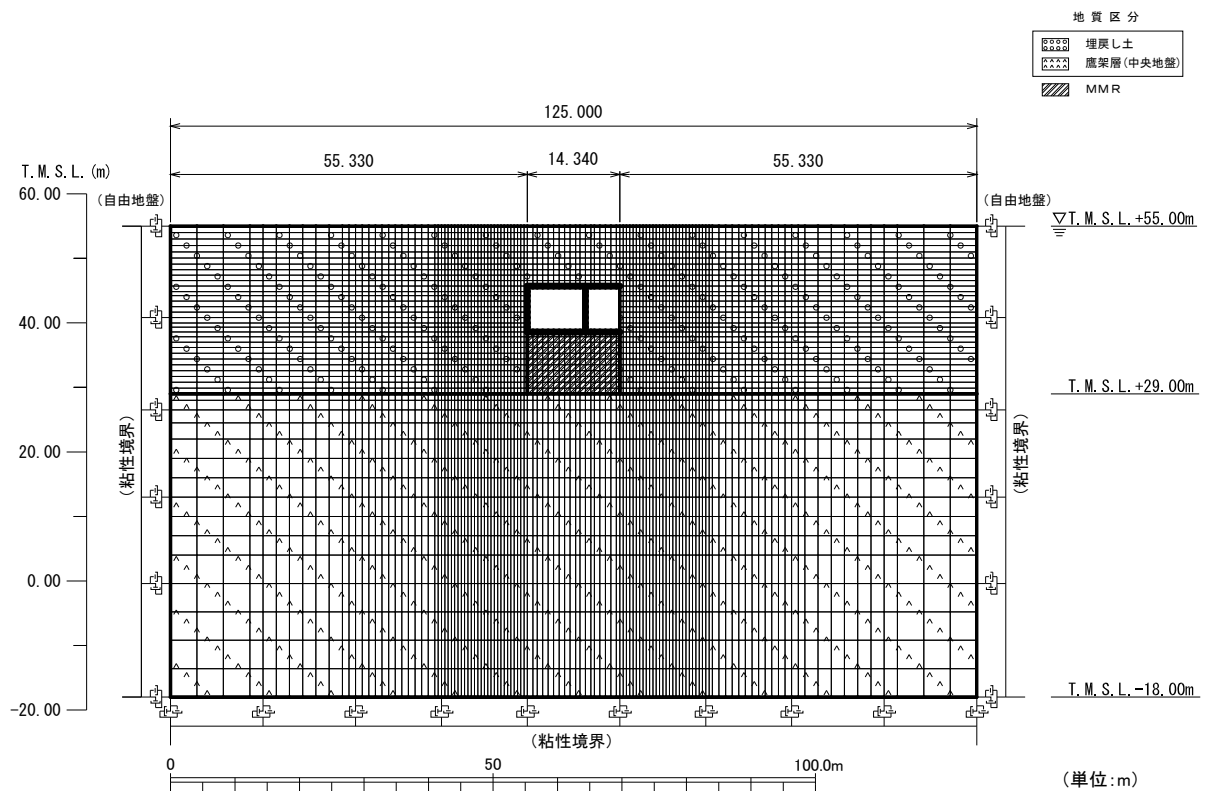 地質区分
埋戻し土
鷹架層(中央地盤)
ＭＭＲ
125.000
55.330 14.340 55.330
T.M.S.L.(m)
60.00
(自由地盤) (自由地盤)
▽T.M.S.L.+55.00m
40.00
T.M.S.L.+29.00m
20.00
(粘性境界) (粘性境界)
0.00
T.M.S.L.-18.00m
-20.00
(粘性境界)
0 50 100.0m
(単位:m)